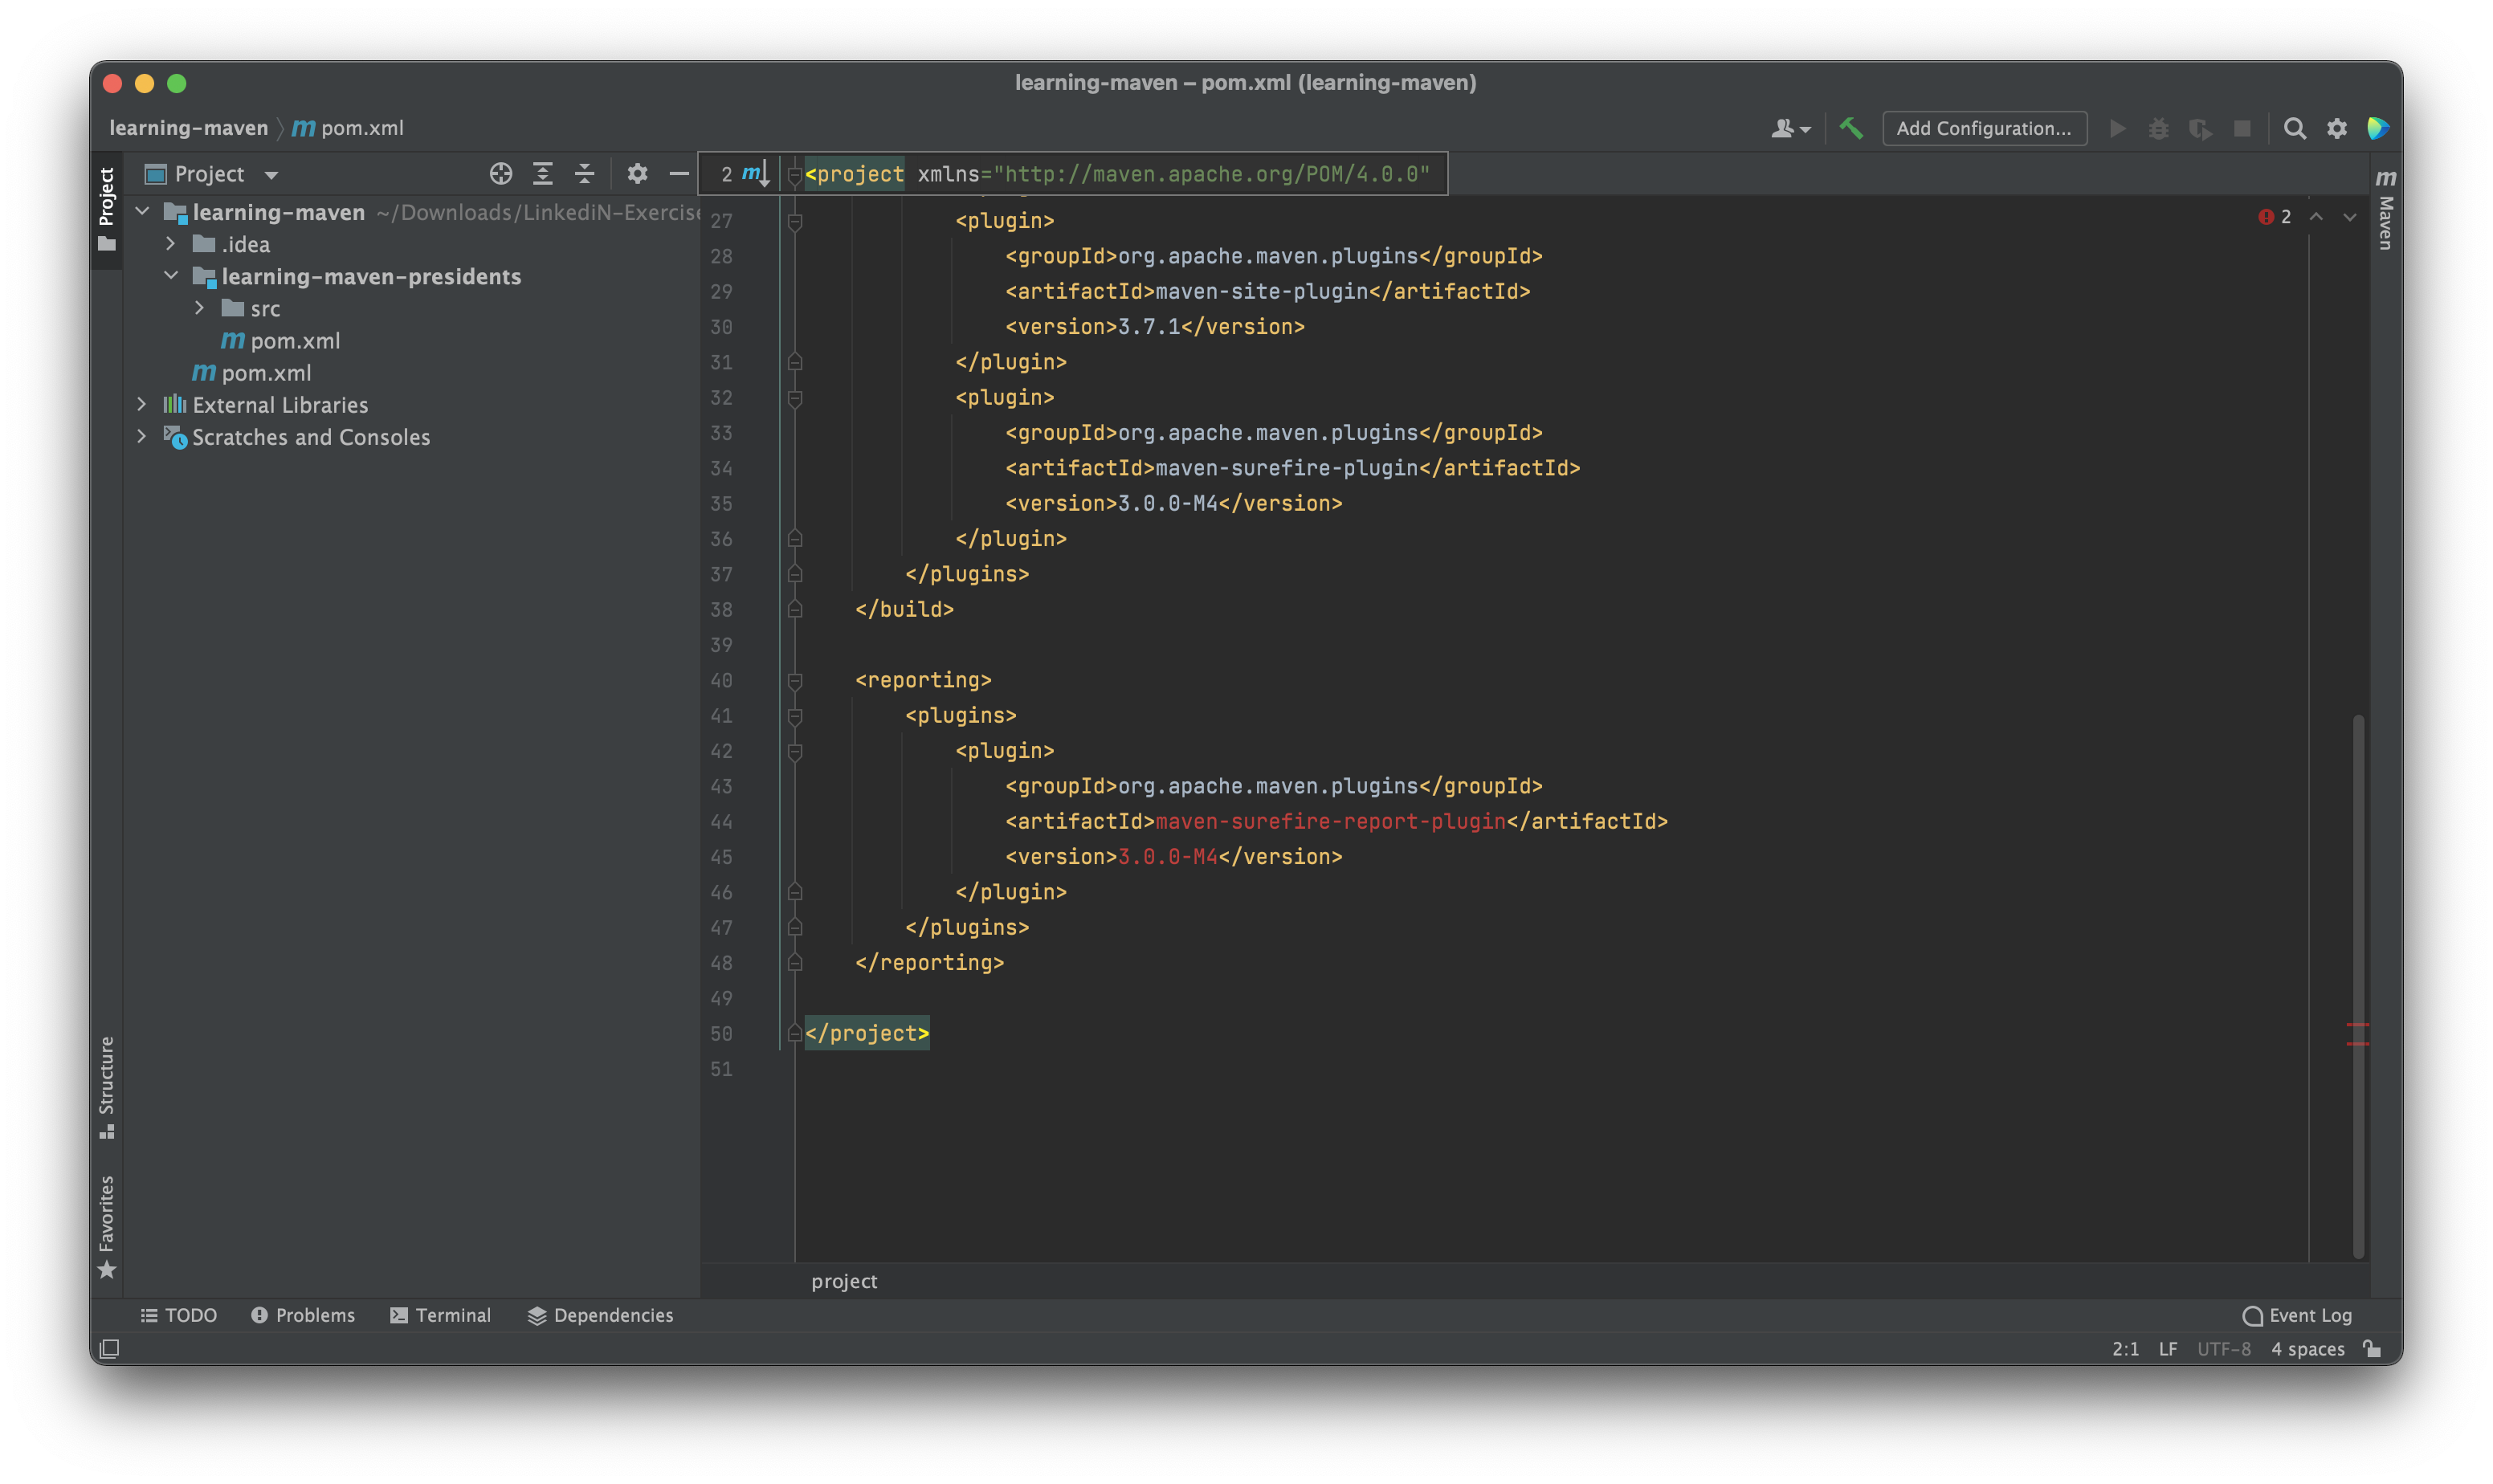 learning-maven – pom.xml (learning-maven)
learning-maven
pom.xml
Add Configuration...
Project
Project
learning-maven ~/Downloads/LinkediN-Exercise
.idea
learning-maven-presidents
src
pom.xml
pom.xml
External Libraries
Scratches and Consoles
Structure
Favorites
2 <project xmlns="http://maven.apache.org/POM/4.0.0"
27 <plugin>
28 <groupId>org.apache.maven.plugins</groupId>
29 <artifactId>maven-site-plugin</artifactId>
30 <version>3.7.1</version>
31 </plugin>
32 <plugin>
33 <groupId>org.apache.maven.plugins</groupId>
34 <artifactId>maven-surefire-plugin</artifactId>
35 <version>3.0.0-M4</version>
36 </plugin>
37 </plugins>
38 </build>
39
40 <reporting>
41 <plugins>
42 <plugin>
43 <groupId>org.apache.maven.plugins</groupId>
44 <artifactId>maven-surefire-report-plugin</artifactId>
45 <version>3.0.0-M4</version>
46 </plugin>
47 </plugins>
48 </reporting>
49
50 </project>
51
2
Maven
project
TODO Problems Terminal Dependencies Event Log
2:1 LF UTF-8 4 spaces